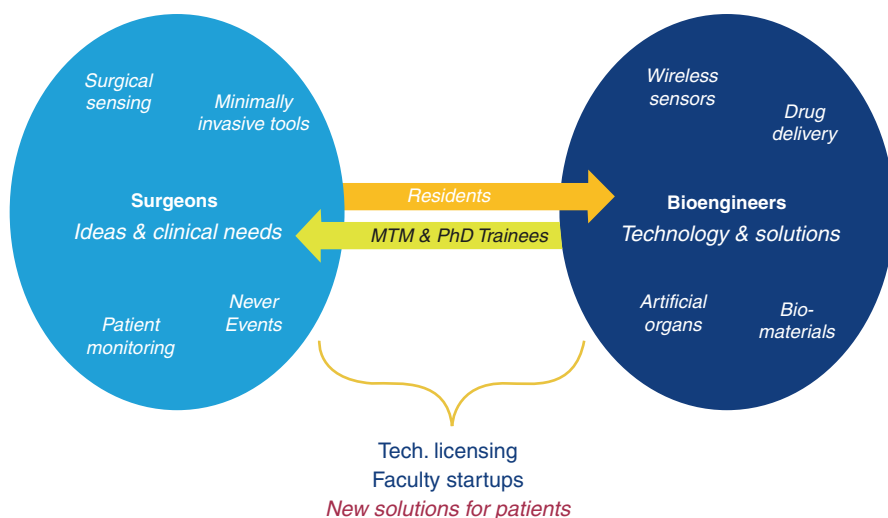 Surgical
sensing
Minimally
invasive tools
Surgeons
Ideas & clinical needs
Patient
monitoring
Never
Events
Residents
MTM & PhD Trainees
Wireless
sensors
Drug
delivery
Bioengineers
Technology & solutions
Artificial
organs
Bio-
materials
Tech. licensing
Faculty startups
New solutions for patients